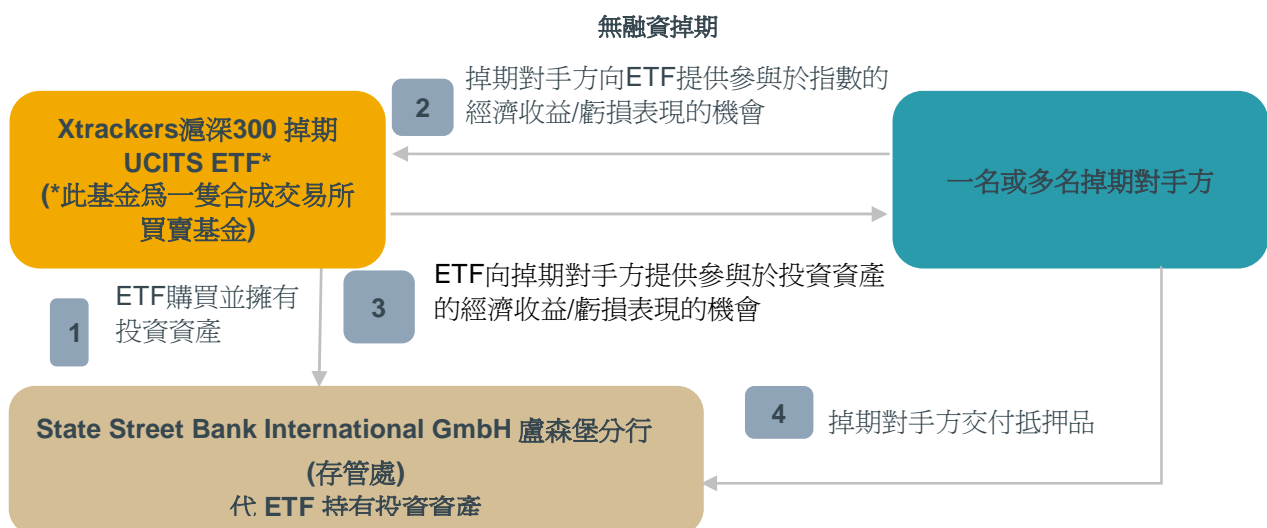 無融資掉期
2
掉期對手方向ETF提供參與於指數的
經濟收益/虧損表現的機會
Xtrackers滬深300 掉期
UCITS ETF*
(*此基金爲一隻合成交易所
買賣基金)
一名或多名掉期對手方
1
ETF購買並擁有
投資資產
3
ETF向掉期對手方提供參與於投資資產
的經濟收益/虧損表現的機會
4
掉期對手方交付抵押品
State Street Bank International GmbH 盧森堡分行
(存管處)
代 ETF 持有投資資產